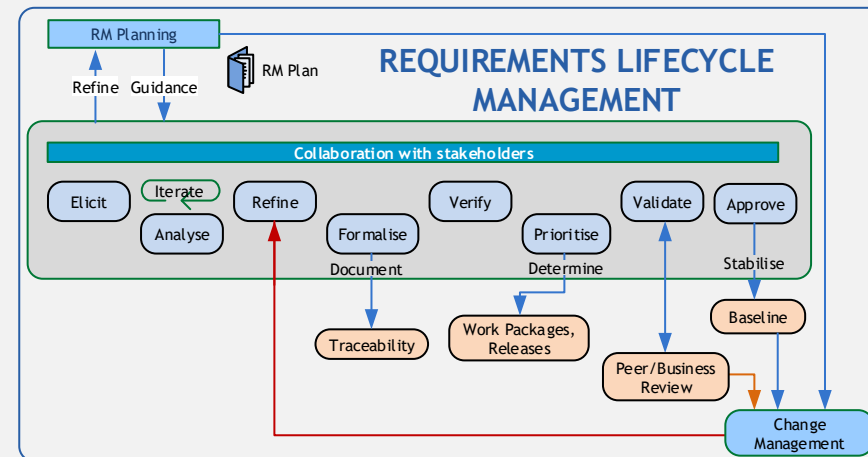 RM Planning
RM Plan
REQUIREMENTS LIFECYCLE
MANAGEMENT
Refine
Guidance
Collaboration with stakeholders
Elicit
Iterate
Analyse
Refine
Formalise
Verify
Prioritise
Validate
Approve
Document
Determine
Stabilise
Traceability
Work Packages,
Releases
Baseline
Peer/Business
Review
Change
Management